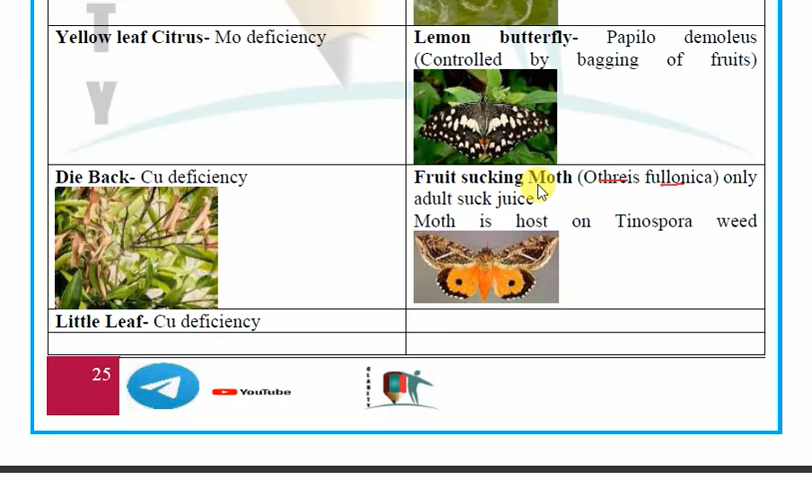 T
Y
Yellow leaf Citrus- Mo deficiency
Lemon butterfly- Papilo demoleus
(Controlled by bagging of fruits)
Die Back- Cu deficiency
Fruit sucking Moth (Othreis fullonica) only
adult suck juice
Moth is host on Tinospora weed
Little Leaf- Cu deficiency
25
YouTube
CLARITY